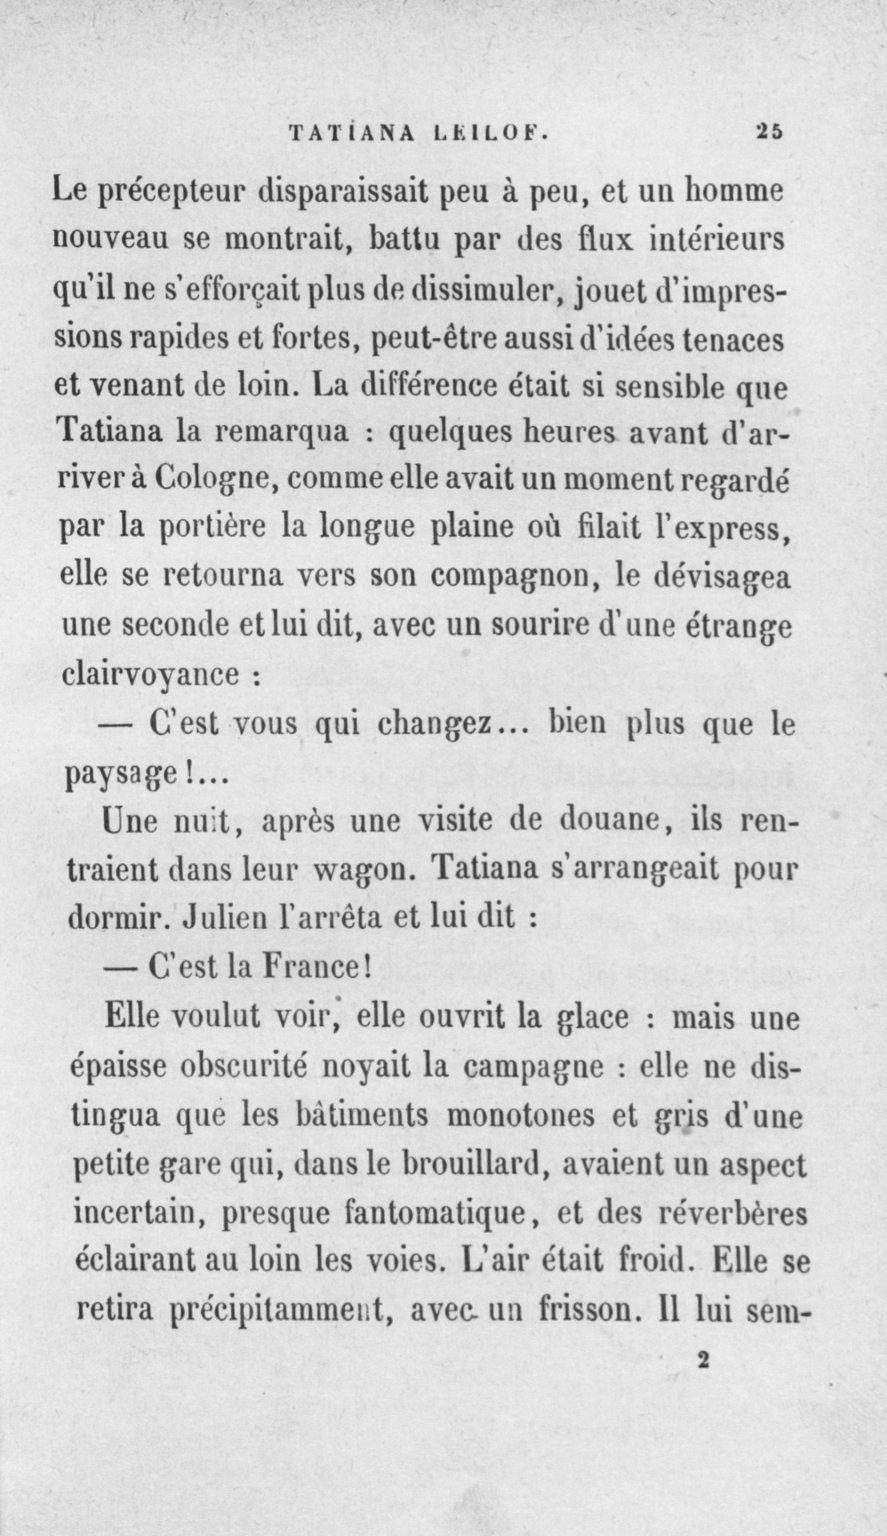 TATIANA LEILOF. 25
Le précepteur disparaissait peu à peu, et un homme
nouveau se montrait, battu par des flux intérieurs
qu'il ne s'efforçait plus de dissimuler, jouet d'impres-
sions rapides et fortes, peut-être aussi d'idées tenaces
et venant de loin. La différence était si sensible que
Tatiana la remarqua : quelques heures avant d'ar-
river à Cologne, comme elle avait un moment regardé
par la portière la longue plaine où filait l'express,
elle se retourna vers son compagnon, le dévisagea
une seconde et lui dit, avec un sourire d'une étrange
clairvoyance :
— C'est vous qui changez... bien plus que le
paysage !...
Une nuit, après une visite de douane, ils ren-
traient dans leur wagon. Tatiana s'arrangeait pour
dormir. Julien l'arrêta et lui dit :
— C'est la France!
Elle voulut voir, elle ouvrit la glace : mais une
épaisse obscurité noyait la campagne : elle ne dis-
tingua que les bâtiments monotones et gris d'une
petite gare qui, dans le brouillard, avaient un aspect
incertain, presque fantomatique, et des réverbères
éclairant au loin les voies. L'air était froid. Elle se
retira précipitamment, avec un frisson. Il lui sem-
2